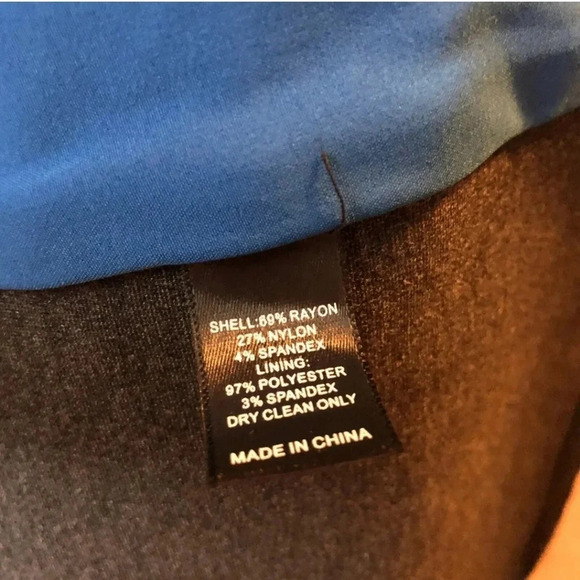 SHELL:69% RAYON
27% NYLON
4% SPANDEX
LINING:
97% POLYESTER
3% SPANDEX
DRY CLEAN ONLY
MADE IN CHINA